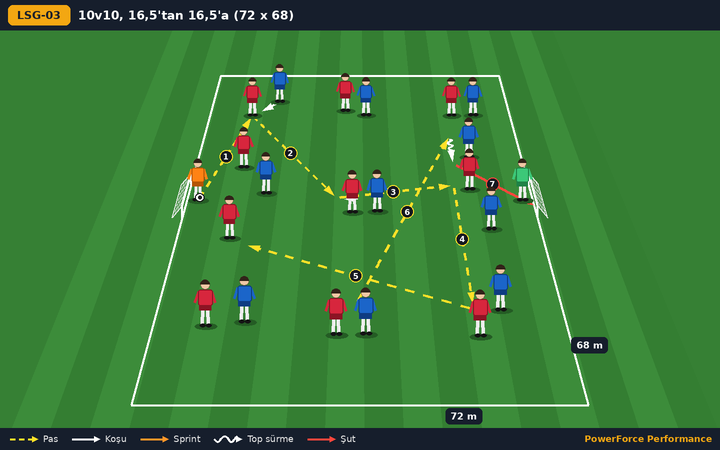 LSG-03 10v10, 16,5'tan 16,5'a (72 x 68)
1
2
3
7
6
4
5
68 m
72 m
Pas Koşu Sprint Top sürme Şut PowerForce Performance